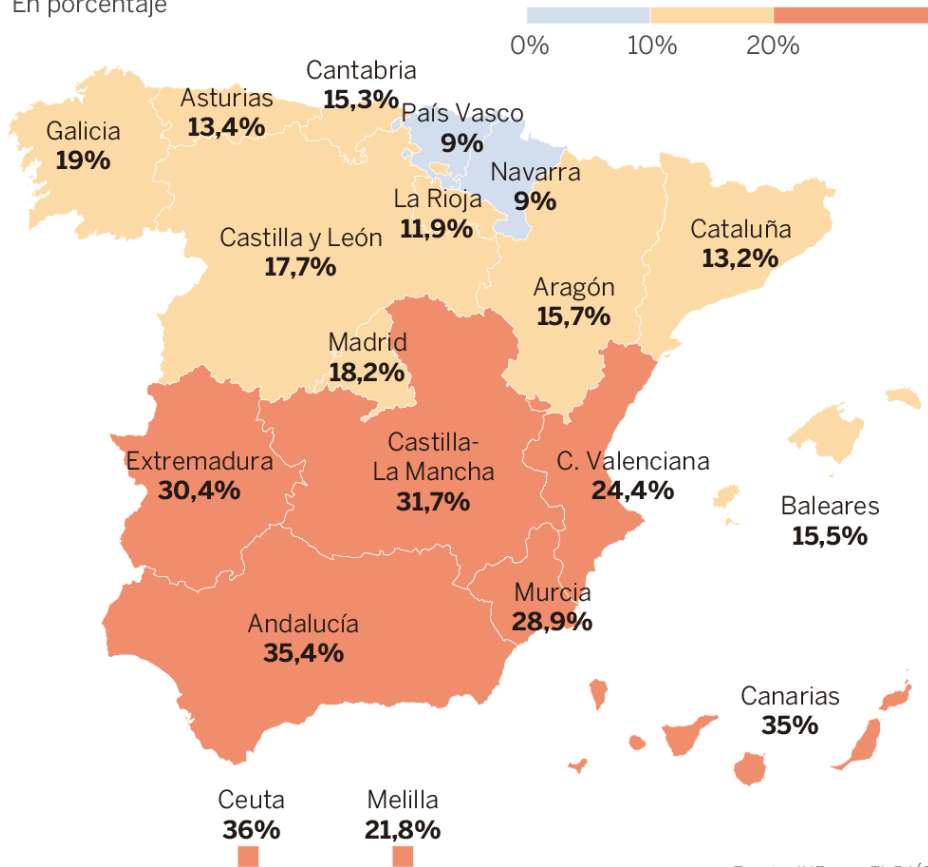 En porcentaje
0%
10%
20%
Cantabria
15,3%
Asturias
13,4%
País Vasco
9%
Galicia
19%
Navarra
9%
La Rioja
11,9%
Castilla y León
17,7%
Cataluña
13,2%
Aragón
15,7%
Madrid
18,2%
Castilla-
La Mancha
31,7%
Extremadura
30,4%
C. Valenciana
24,4%
Baleares
15,5%
Murcia
28,9%
Andalucía
35,4%
Canarias
35%
Ceuta
36%
Melilla
21,8%